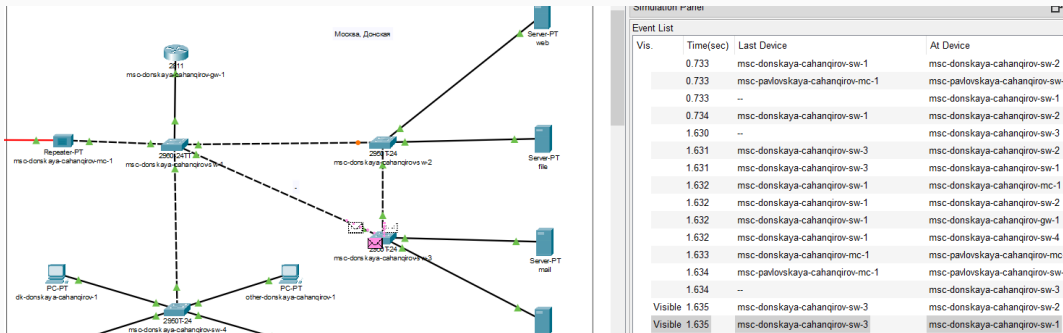 Simulation Panel
Event List
Vis. Time(sec) Last Device At Device
0.733 msc-donskaya-cahanqirov-sw-1 msc-donskaya-cahanqirov-sw-2
0.733 msc-pavlovskaya-cahanqirov-mc-1 msc-pavlovskaya-cahanqirov-sw-
0.733 -- msc-donskaya-cahanqirov-sw-1
0.734 msc-donskaya-cahanqirov-sw-1 msc-donskaya-cahanqirov-sw-2
1.630 -- msc-donskaya-cahanqirov-sw-3
1.631 msc-donskaya-cahanqirov-sw-3 msc-donskaya-cahanqirov-sw-2
1.631 msc-donskaya-cahanqirov-sw-3 msc-donskaya-cahanqirov-sw-1
1.632 msc-donskaya-cahanqirov-sw-1 msc-donskaya-cahanqirov-mc-1
1.632 msc-donskaya-cahanqirov-sw-1 msc-donskaya-cahanqirov-sw-2
1.632 msc-donskaya-cahanqirov-sw-1 msc-donskaya-cahanqirov-gw-1
1.632 msc-donskaya-cahanqirov-sw-1 msc-donskaya-cahanqirov-sw-4
1.633 msc-donskaya-cahanqirov-mc-1 msc-pavlovskaya-cahanqirov-mc
1.634 msc-pavlovskaya-cahanqirov-mc-1 msc-pavlovskaya-cahanqirov-sw-
1.634 -- msc-donskaya-cahanqirov-sw-3
Visible 1.635 msc-donskaya-cahanqirov-sw-3 msc-donskaya-cahanqirov-sw-2
Visible 1.635 msc-donskaya-cahanqirov-sw-3 msc-donskaya-cahanqirov-sw-1
Москва, Донская
Server-PT
web
2811
msc-donskaya-cahanqirov-gw-1
Repeater-PT
msc-donskaya-cahanqirov-mc-1
2960-24TT
msc-donskaya-cahanqirov-sw-1
2950T-24
msc-donskaya-cahanqirov-sw-2
Server-PT
file
2950T-24
msc-donskaya-cahanqirov-sw-3
Server-PT
mail
PC-PT
dk-donskaya-cahanqirov-1
PC-PT
other-donskaya-cahanqirov-1
2950T-24
msc-donskaya-cahanqirov-sw-4